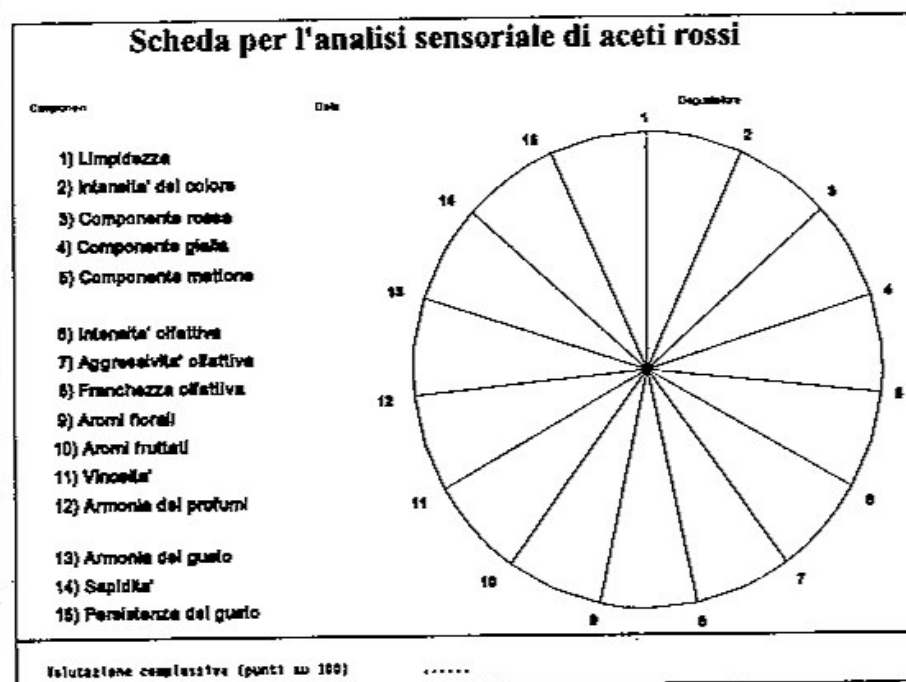 Scheda per l'analisi sensoriale di aceti rossi
Campione n Data Degustatore
1) Limpidezza
2) Intensita' del colore
3) Componente rossa
4) Componente gialla
5) Componente mattone
6) Intensita' olfattiva
7) Aggressivita' olfattiva
8) Franchezza olfattiva
9) Aromi floreali
10) Aromi fruttati
11) Vinosita'
12) Armonia dei profumi
13) Armonia del gusto
14) Sapidita'
15) Persistenza del gusto
1
2
3
4
5
6
7
8
9
10
11
12
13
14
15
Valutazione complessiva (punti su 100) ......